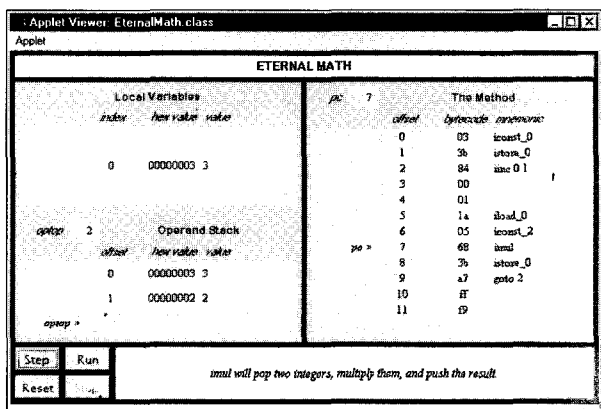 Applet Viewer: EternalMath.class
Applet
ETERNAL MATH
Local Variables
index hex value value
0 00000003 3
optop 2 Operand Stack
offset hex value value
0 00000003 3
1 00000002 2
optop »
pc 7 The Method
offset bytecode mnemonic
0 03 iconst_0
1 3b istore_0
2 84 iinc 0 1
3 00
4 01
5 1a iload_0
6 05 iconst_2
pc » 7 68 imul
8 3b istore_0
9 a7 goto 2
10 ff
11 f9
Step Run
Reset
imul will pop two integers, multiply them, and push the result.